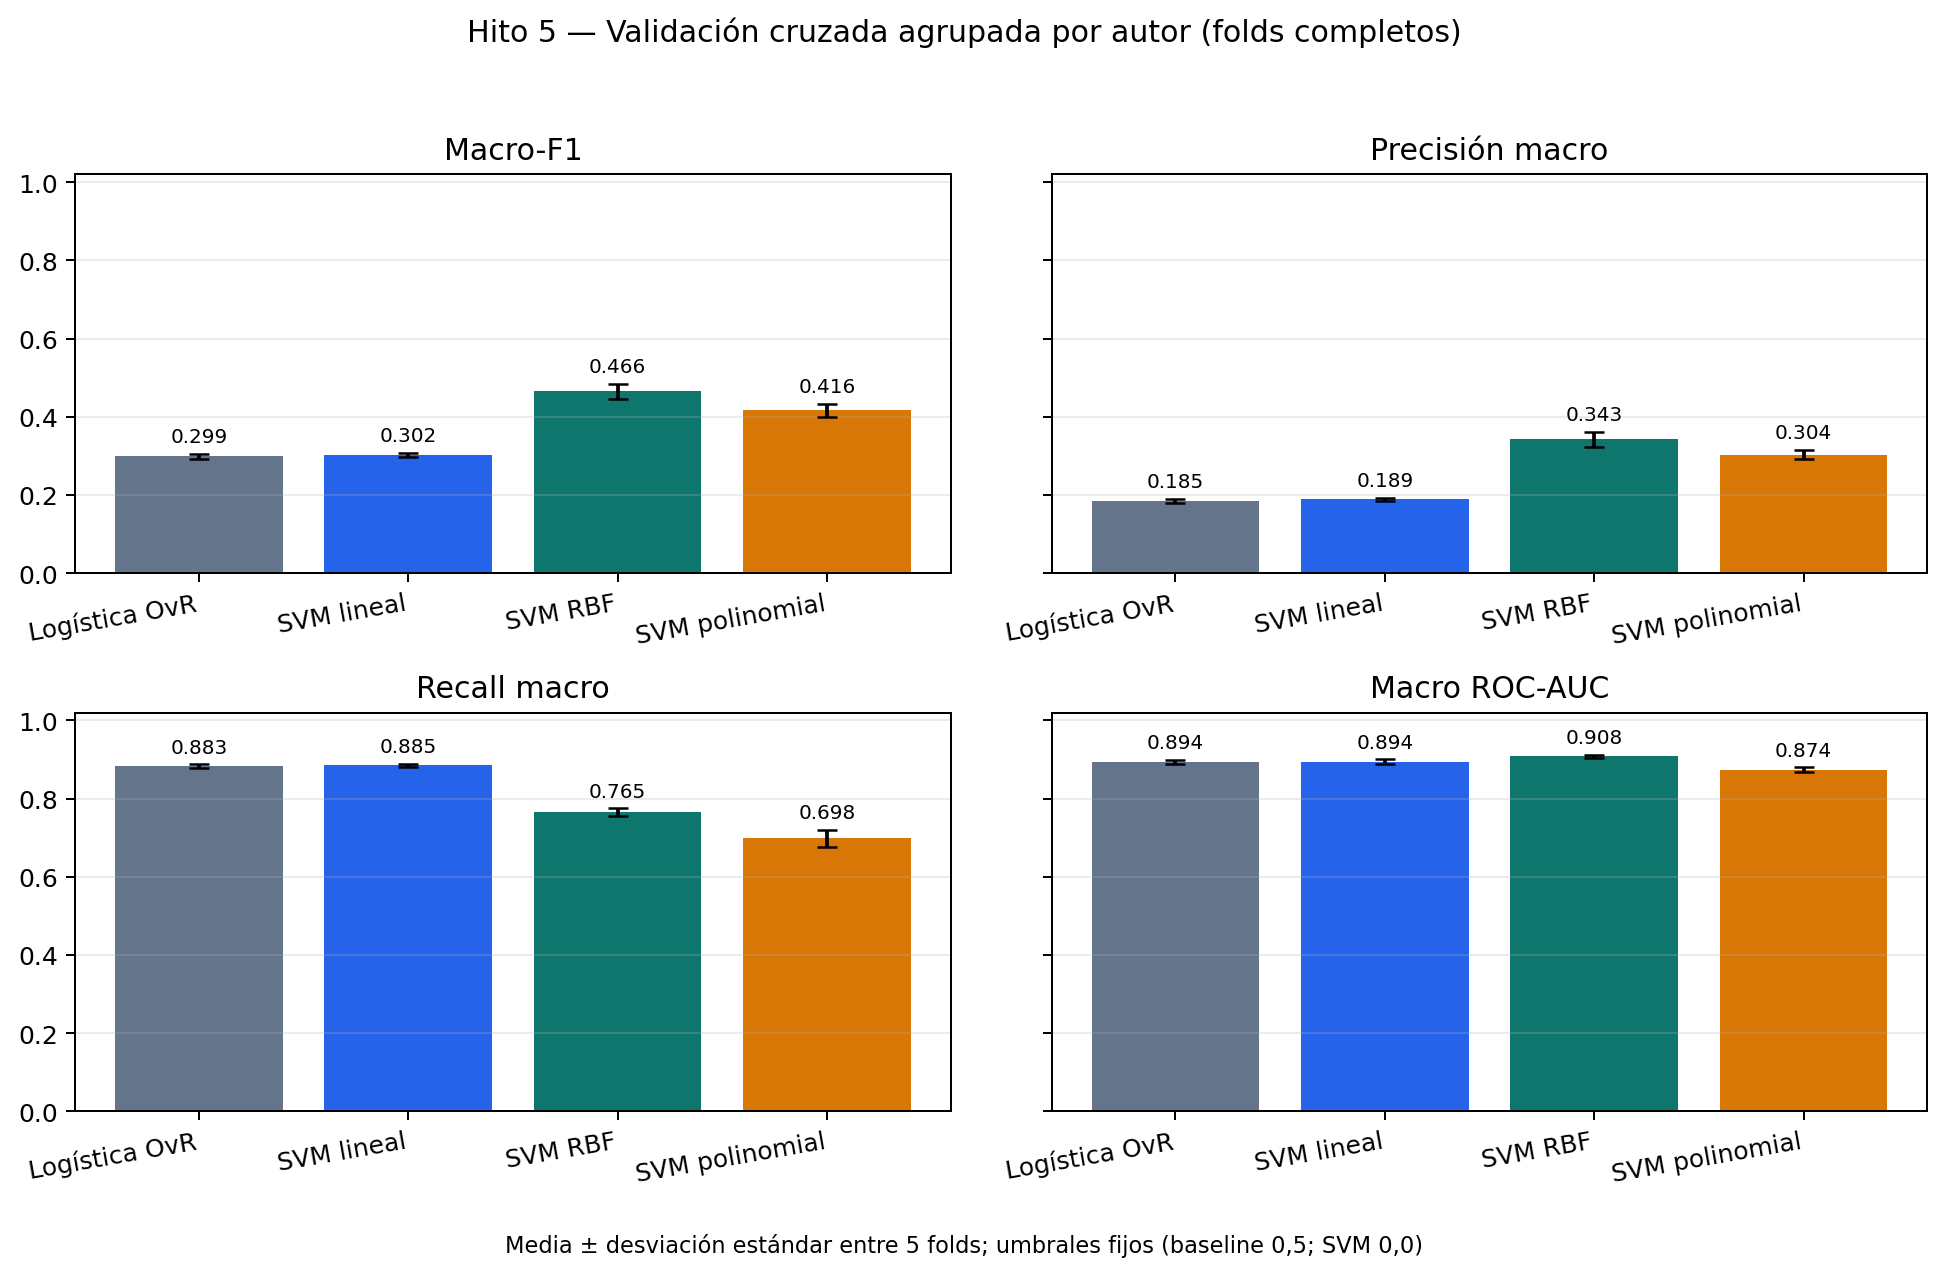 Hito 5 — Validación cruzada agrupada por autor (folds completos)
Macro-F1
1.0
0.8
0.6
0.4
0.2
0.0
0.299
0.302
0.466
0.416
Logística OvR
SVM lineal
SVM RBF
SVM polinomial
Precisión macro
0.185
0.189
0.343
0.304
Logística OvR
SVM lineal
SVM RBF
SVM polinomial
Recall macro
1.0
0.8
0.6
0.4
0.2
0.0
0.883
0.885
0.765
0.698
Logística OvR
SVM lineal
SVM RBF
SVM polinomial
Macro ROC-AUC
0.894
0.894
0.908
0.874
Logística OvR
SVM lineal
SVM RBF
SVM polinomial
Media ± desviación estándar entre 5 folds; umbrales fijos (baseline 0,5; SVM 0,0)